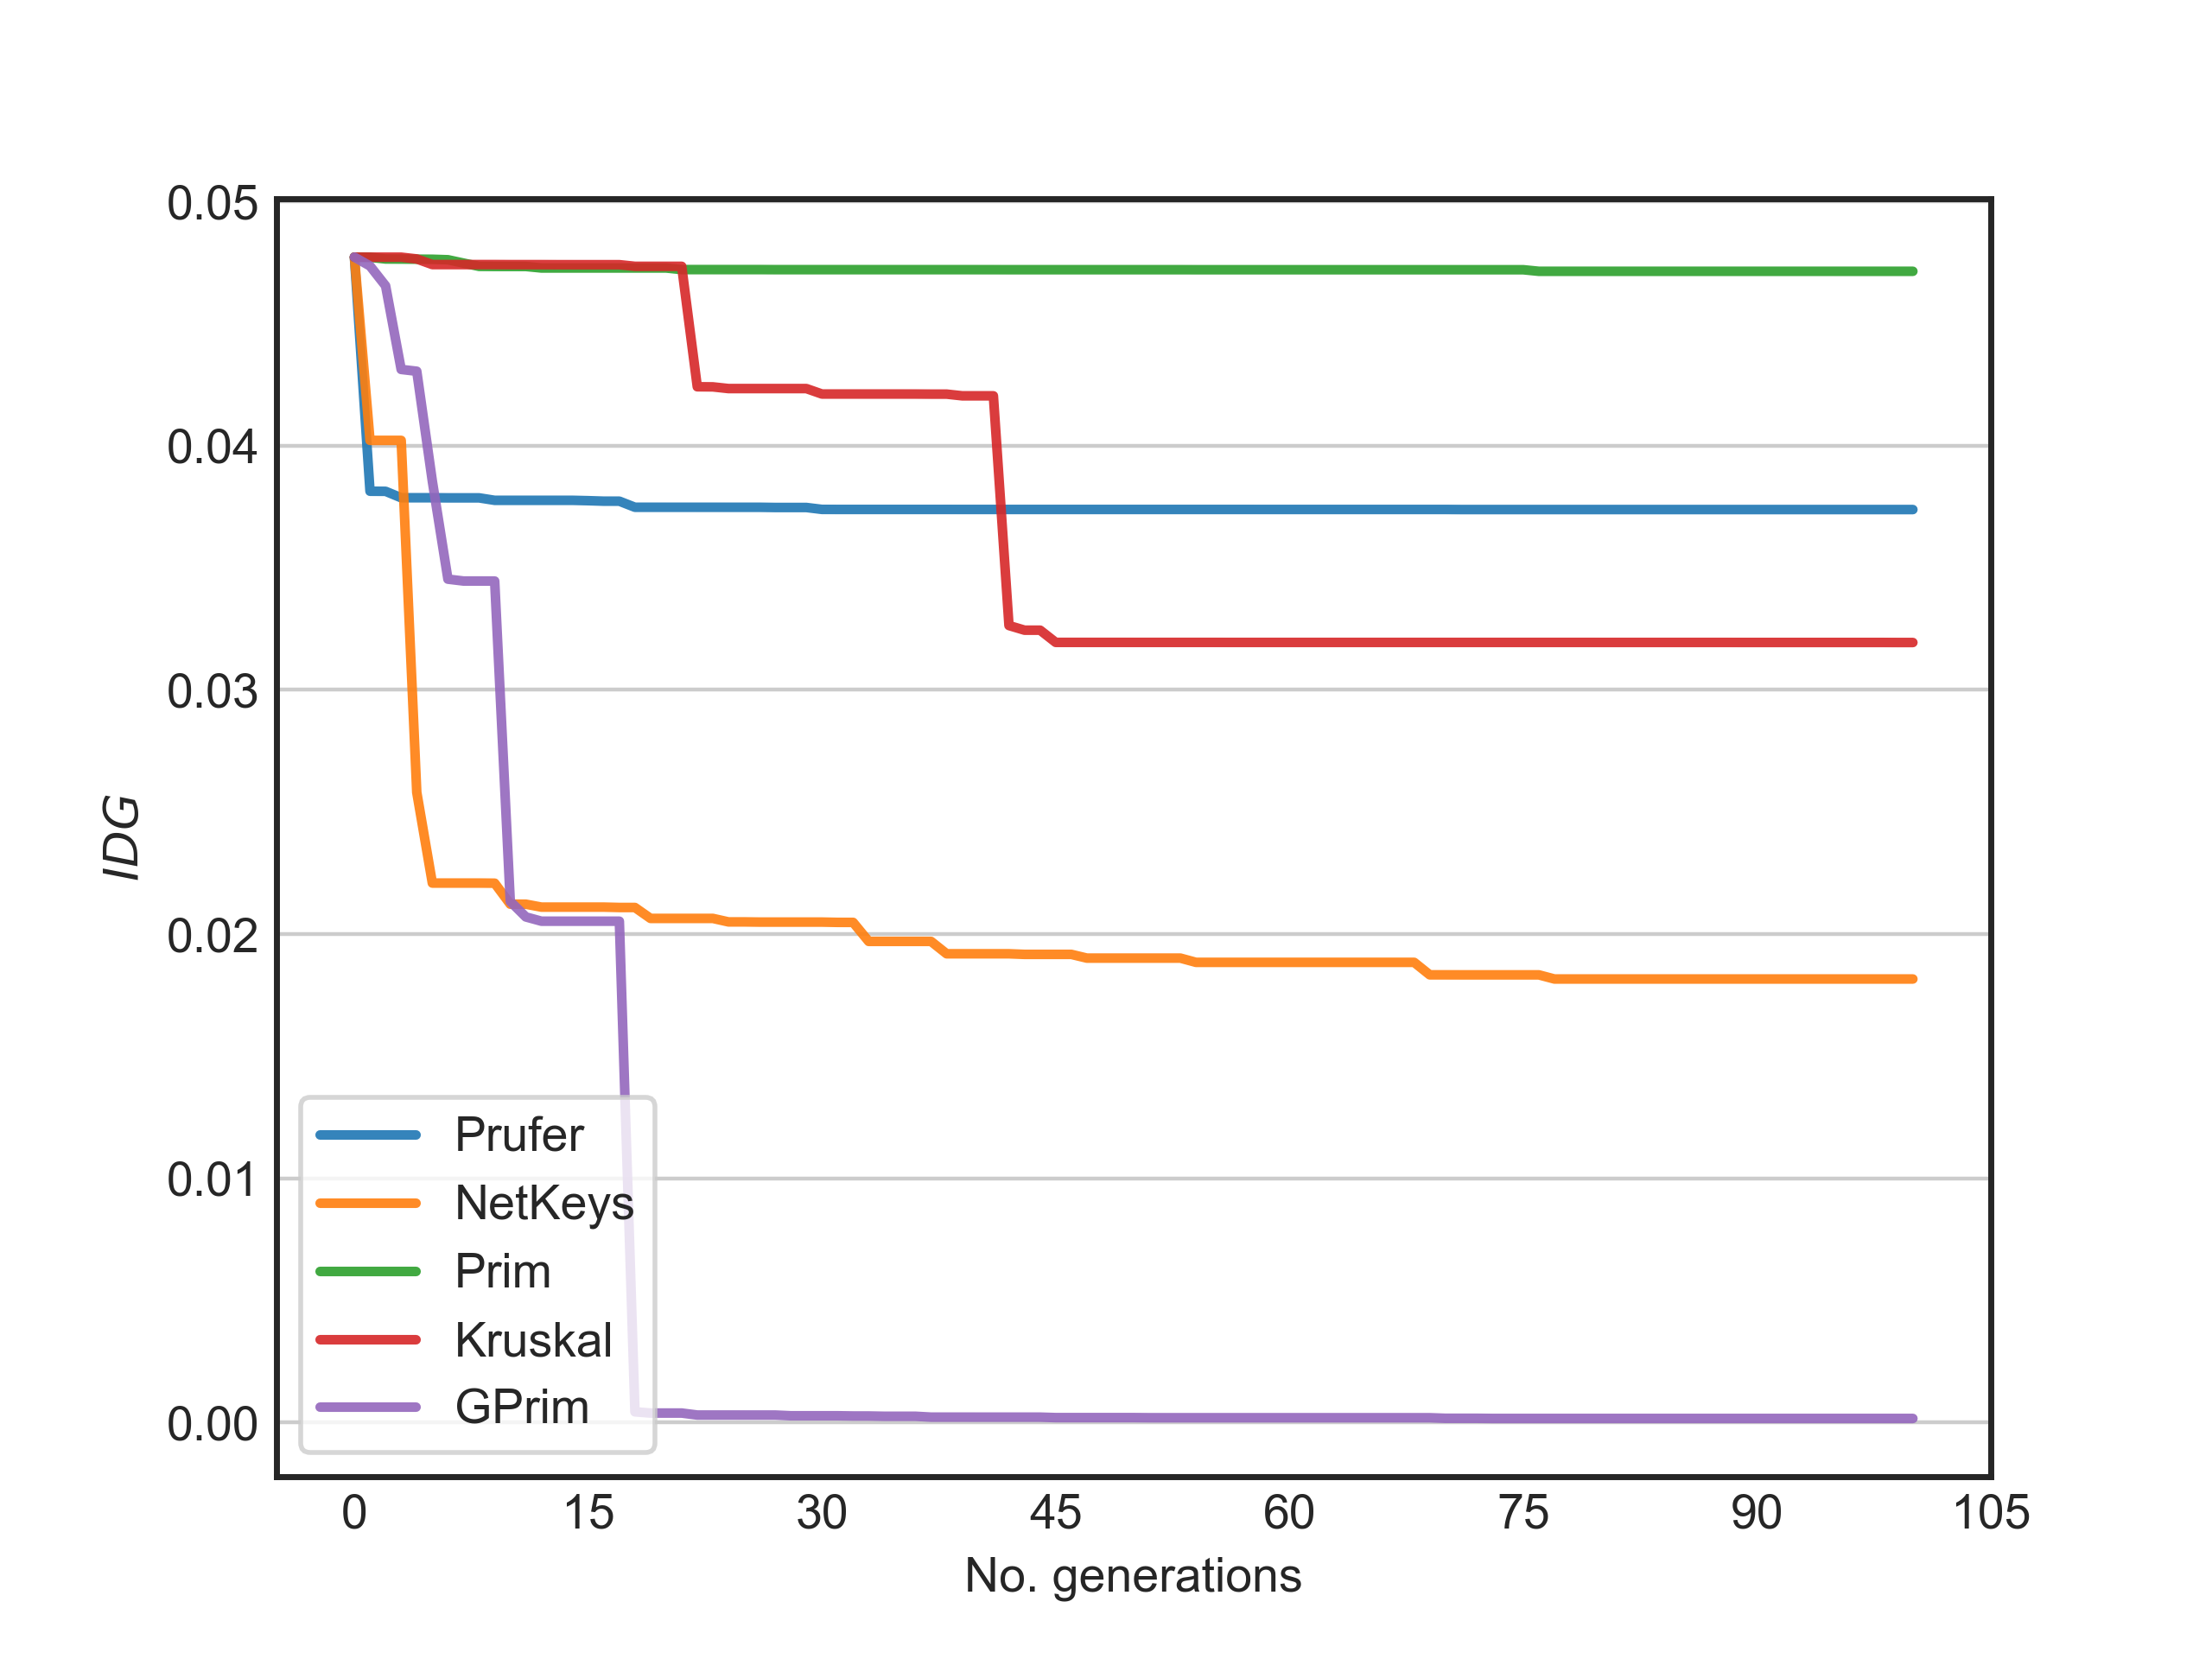 0.05
0.04
0.03
0.02
0.01
0.00
IDG
Prufer
NetKeys
Prim
Kruskal
GPrim
0 15 30 45 60 75 90 105
No. generations